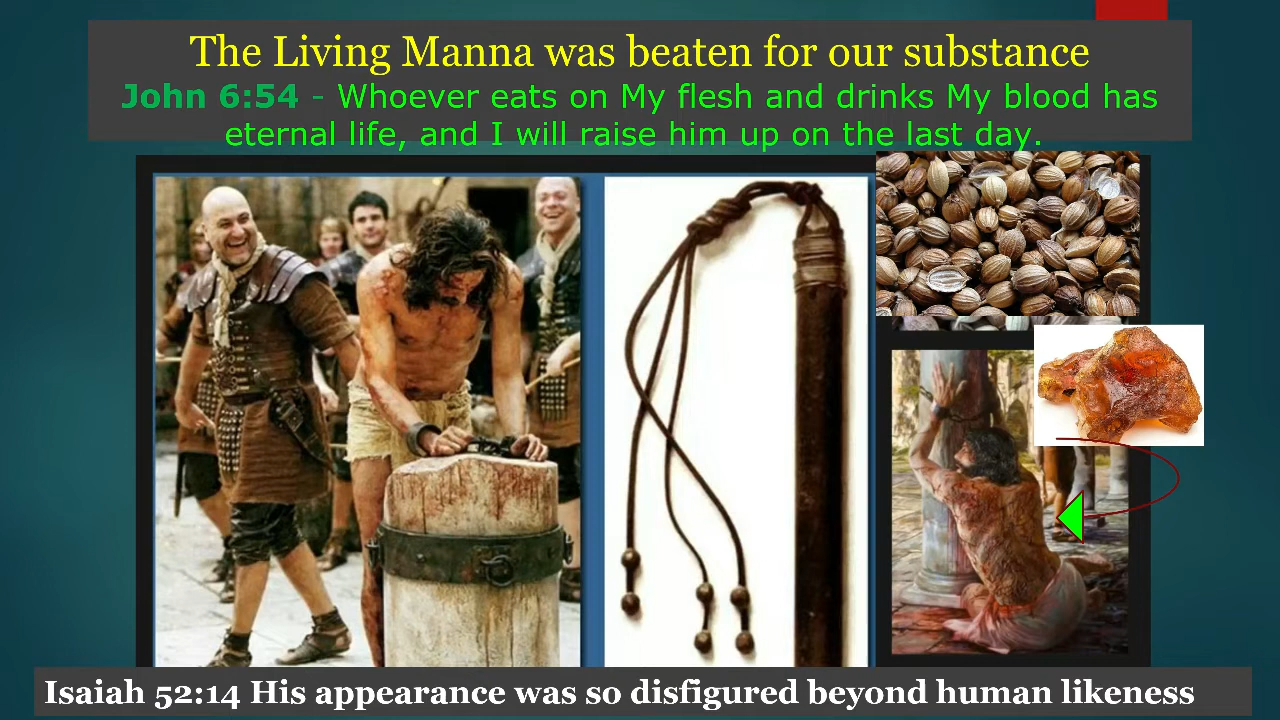 The Living Manna was beaten for our substance
John 6:54 - Whoever eats on My flesh and drinks My blood has
eternal life, and I will raise him up on the last day.
Isaiah 52:14 His appearance was so disfigured beyond human likeness